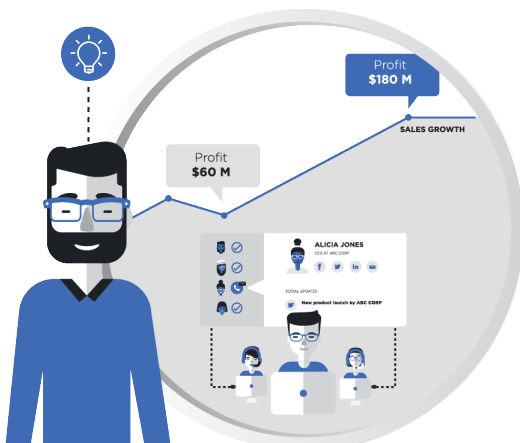 Profit
$180 M
SALES GROWTH
Profit
$60 M
ALICIA JONES
CEO AT ABC CORP
SOCIAL UPDATES
New product launch by ABC CORP